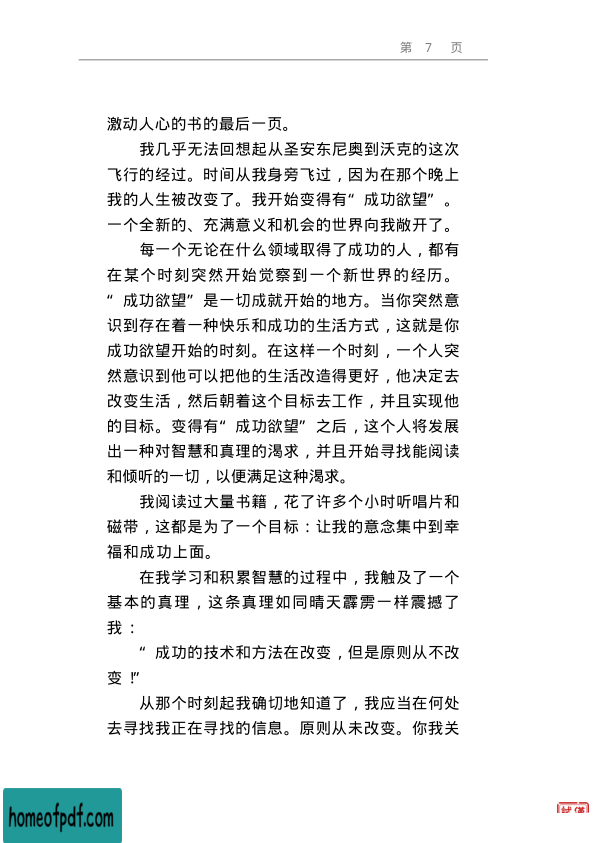 第 7 页
激动人心的书的最后一页。
我几乎无法回想起从圣安东尼奥到沃克的这次
飞行的经过。时间从我身旁飞过，因为在那个晚上
我的人生被改变了。我开始变得有“成功欲望”。
一个全新的、充满意义和机会的世界向我敞开了。
每一个无论在什么领域取得了成功的人，都有
在某个时刻突然开始觉察到一个新世界的经历。
“成功欲望”是一切成就开始的地方。当你突然意
识到存在着一种快乐和成功的生活方式，这就是你
成功欲望开始的时刻。在这样一个时刻，一个人突
然意识到他可以把他的生活改造得更好，他决定去
改变生活，然后朝着这个目标去工作，并且实现他
的目标。变得有“成功欲望”之后，这个人将发展
出一种对智慧和真理的渴求，并且开始寻找能阅读
和倾听的一切，以便满足这种渴求。
我阅读过大量书籍，花了许多个小时听唱片和
磁带，这都是为了一个目标：让我的意念集中到幸
福和成功上面。
在我学习和积累智慧的过程中，我触及了一个
基本的真理，这条真理如同晴天霹雳一样震撼了
我：
“成功的技术和方法在改变，但是原则从不改
变！”
从那个时刻起我确切地知道了，我应当在何处
去寻找我正在寻找的信息。原则从未改变。你我关
homeofpdf.com